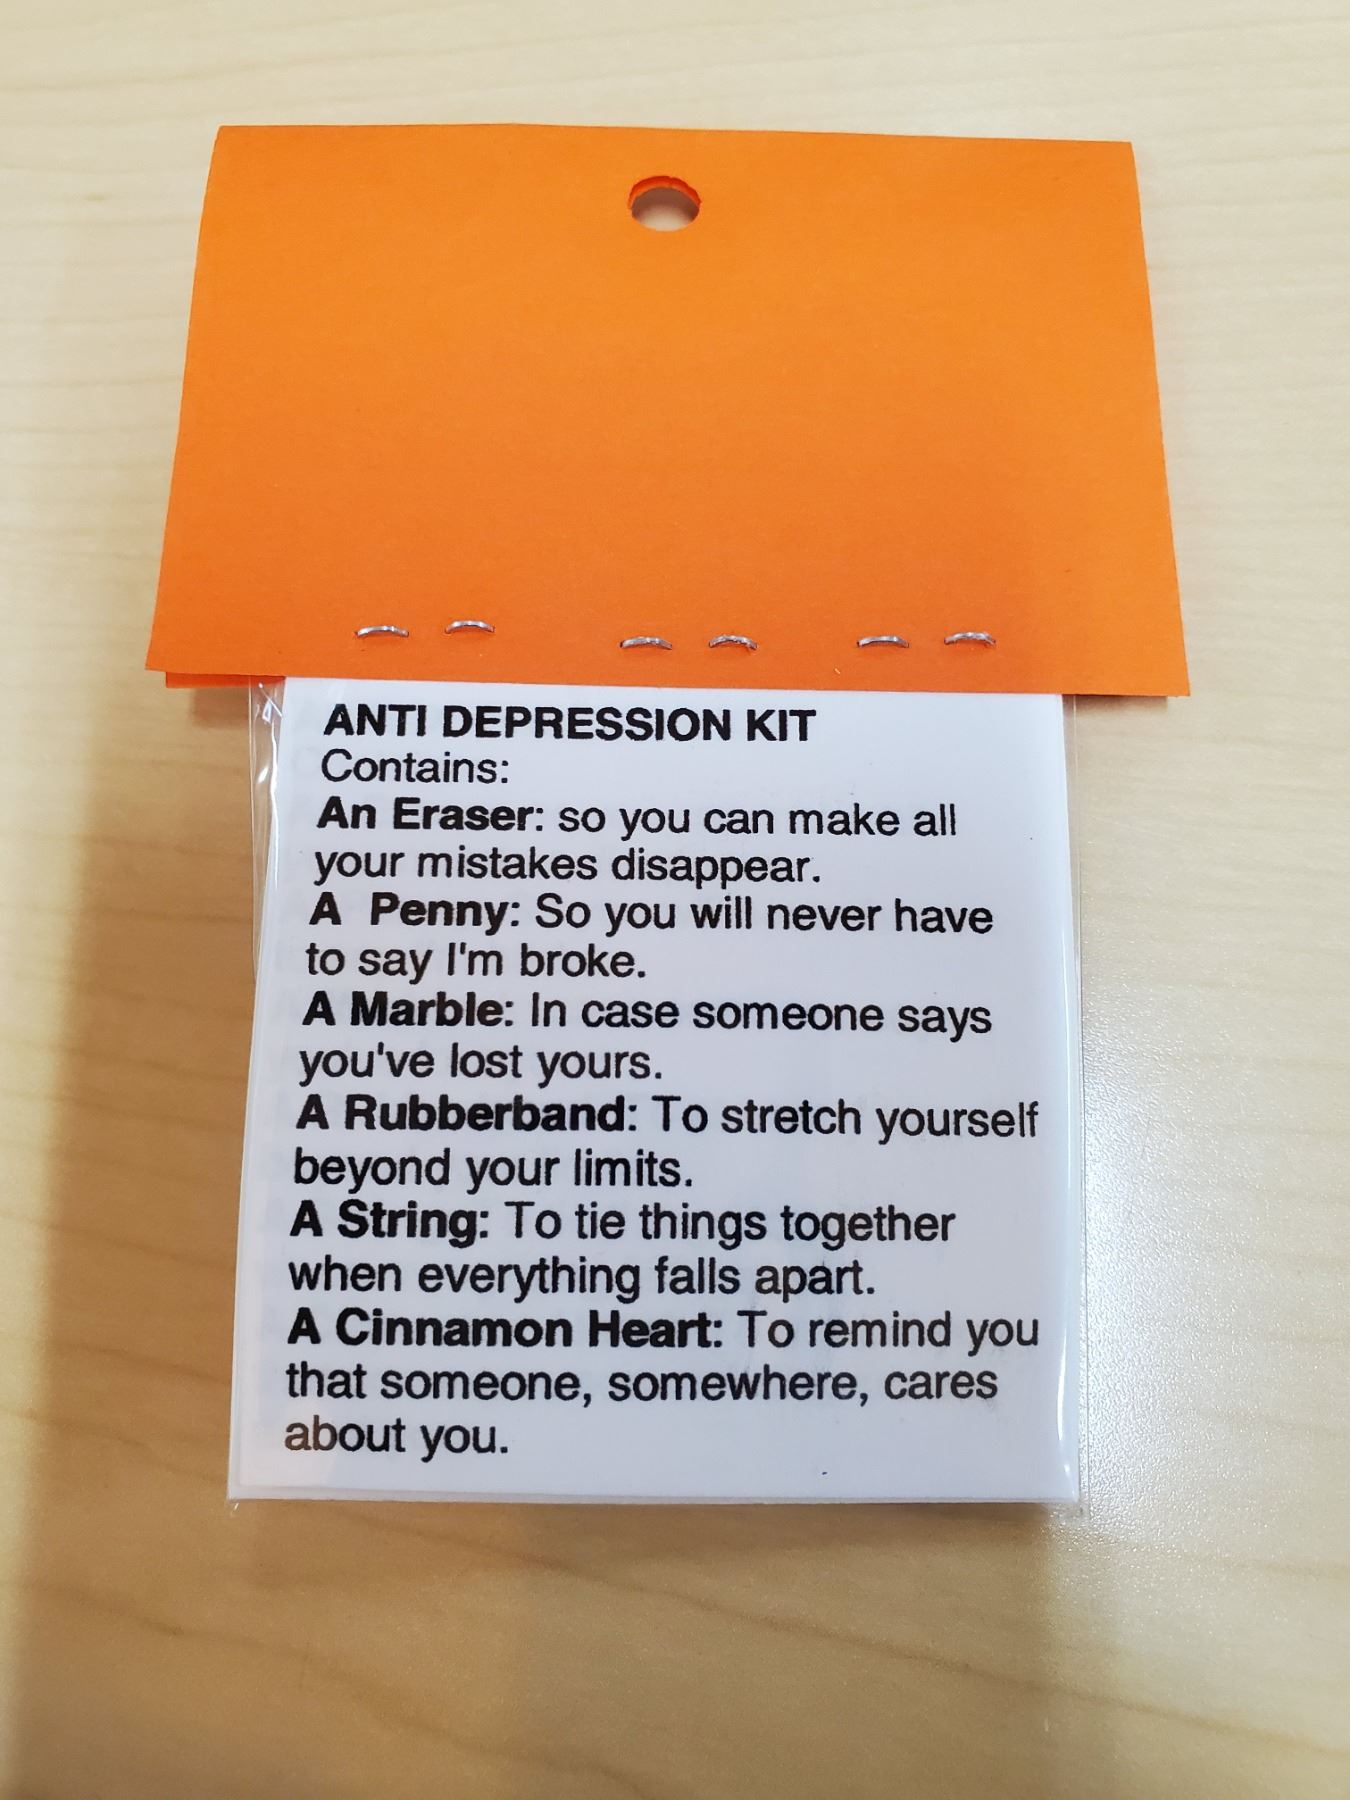 ANTI DEPRESSION KIT
Contains:
An Eraser: so you can make all
your mistakes disappear.
A Penny: So you will never have
to say I'm broke.
A Marble: In case someone says
you've lost yours.
A Rubberband: To stretch yourself
beyond your limits.
A String: To tie things together
when everything falls apart.
A Cinnamon Heart: To remind you
that someone, somewhere, cares
about you.